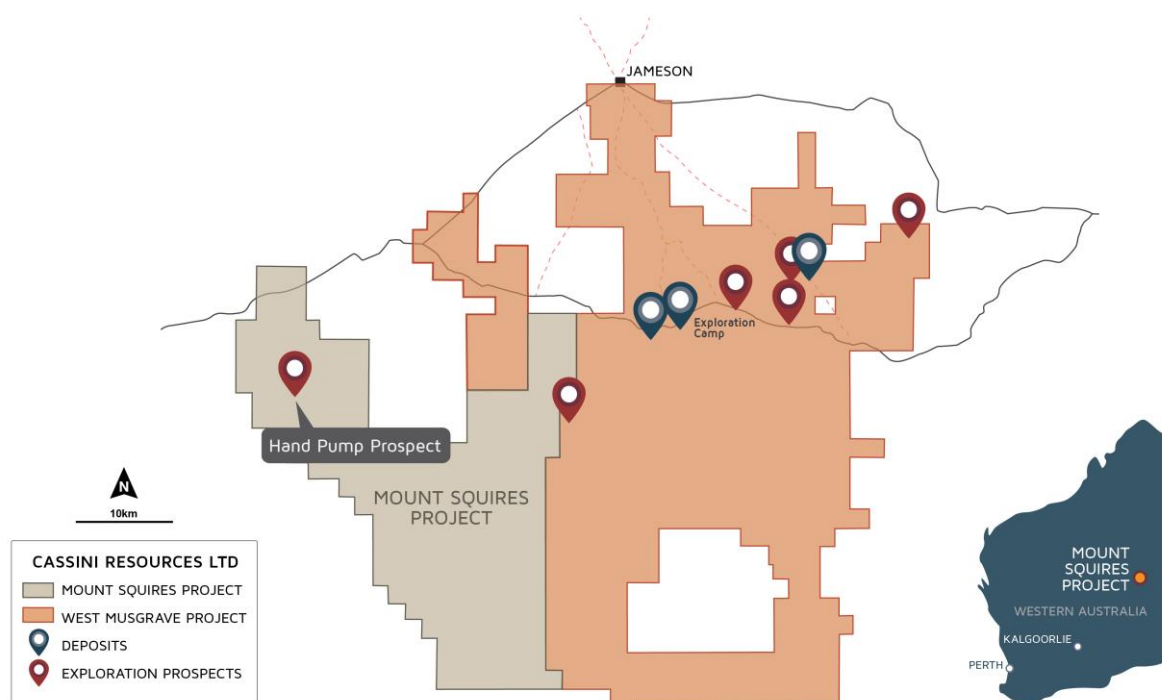 JAMESON
Exploration
Camp
Hand Pump Prospect
MOUNT SQUIRES
PROJECT
N
10km
CASSINI RESOURCES LTD
MOUNT SQUIRES PROJECT
WEST MUSGRAVE PROJECT
DEPOSITS
EXPLORATION PROSPECTS
MOUNT
SQUIRES
PROJECT
WESTERN AUSTRALIA
KALGOORLIE
PERTH